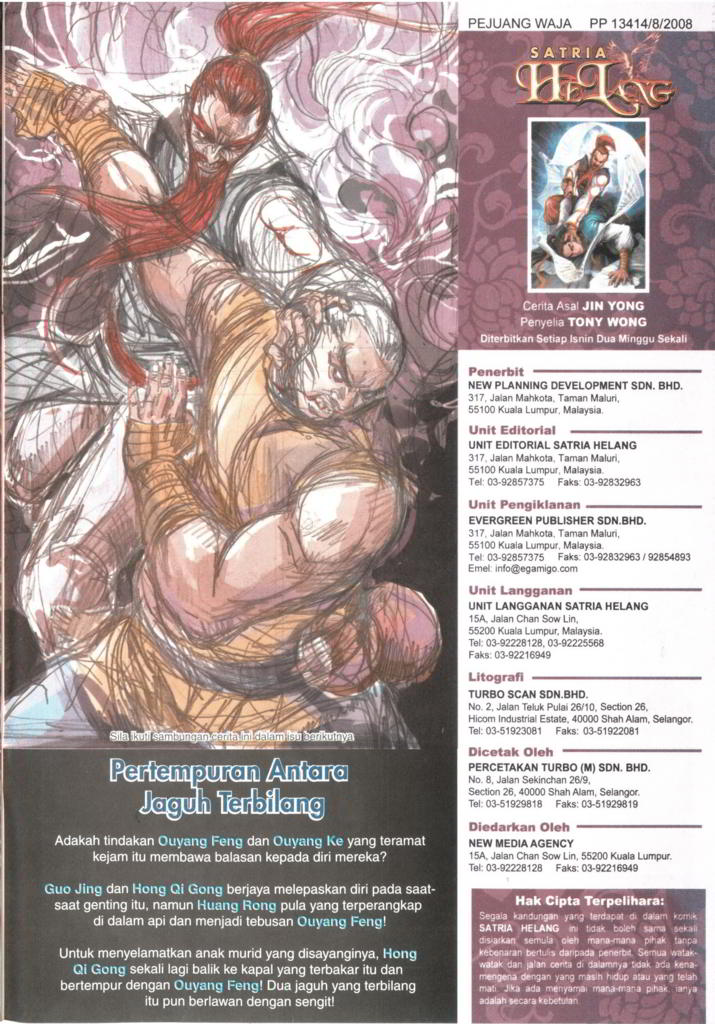 PEJUANG WAJA PP 13414/8/2008
SATRIA
HELANG
Cerita Asal JIN YONG
Penyelia TONY WONG
Diterbitkan Setiap Isnin Dua Minggu Sekali
Penerbit
NEW PLANNING DEVELOPMENT SDN. BHD.
317, Jalan Mahkota, Taman Maluri,
55100 Kuala Lumpur, Malaysia.
Unit Editorial
UNIT EDITORIAL SATRIA HELANG
317, Jalan Mahkota, Taman Maluri,
55100 Kuala Lumpur, Malaysia.
Tel: 03-92857375 Faks: 03-92832963
Unit Pengiklanan
EVERGREEN PUBLISHER SDN.BHD.
317, Jalan Mahkota, Taman Maluri,
55100 Kuala Lumpur, Malaysia.
Tel: 03-92857375 Faks: 03-92832963 / 92854893
Emel: info@egamigo.com
Unit Langganan
UNIT LANGGANAN SATRIA HELANG
15A, Jalan Chan Sow Lin,
55200 Kuala Lumpur, Malaysia.
Tel: 03-92228128, 03-92225568
Faks: 03-92216949
Litografi
TURBO SCAN SDN.BHD.
No. 2, Jalan Teluk Pulai 26/10, Section 26,
Hicom Industrial Estate, 40000 Shah Alam, Selangor.
Tel: 03-51923081 Faks: 03-51922081
Dicetak Oleh
PERCETAKAN TURBO (M) SDN. BHD.
No. 8, Jalan Sekinchan 26/9,
Section 26, 40000 Shah Alam, Selangor.
Tel: 03-51929818 Faks: 03-51929819
Diedarkan Oleh
NEW MEDIA AGENCY
15A, Jalan Chan Sow Lin, 55200 Kuala Lumpur.
Tel: 03-92228128 Faks: 03-92216949
Hak Cipta Terpelihara:
Segala kandungan yang terdapat di dalam komik
SATRIA HELANG ini tidak boleh sama sekali
disiarkan semula oleh mana-mana pihak tanpa
kebenaran bertulis daripada penerbit. Semua watak-
watak dan jalan cerita di dalamnya tidak ada kena-
mengena dengan yang masih hidup atau yang telah
mati. Jika ada menyamai mana-mana pihak, ianya
adalah secara kebetulan.
Sila ikuti sambungan cerita ini dalam isu berikutnya
Pertempuran Antara
Jaguh Terbilang
Adakah tindakan Ouyang Feng dan Ouyang Ke yang teramat
kejam itu membawa balasan kepada diri mereka?
Guo Jing dan Hong Qi Gong berjaya melepaskan diri pada saat-
saat genting itu, namun Huang Rong pula yang terperangkap
di dalam api dan menjadi tebusan Ouyang Feng!
Untuk menyelamatkan anak murid yang disayanginya, Hong
Qi Gong sekali lagi balik ke kapal yang terbakar itu dan
bertempur dengan Ouyang Feng! Dua jaguh yang terbilang
itu pun berlawan dengan sengit!